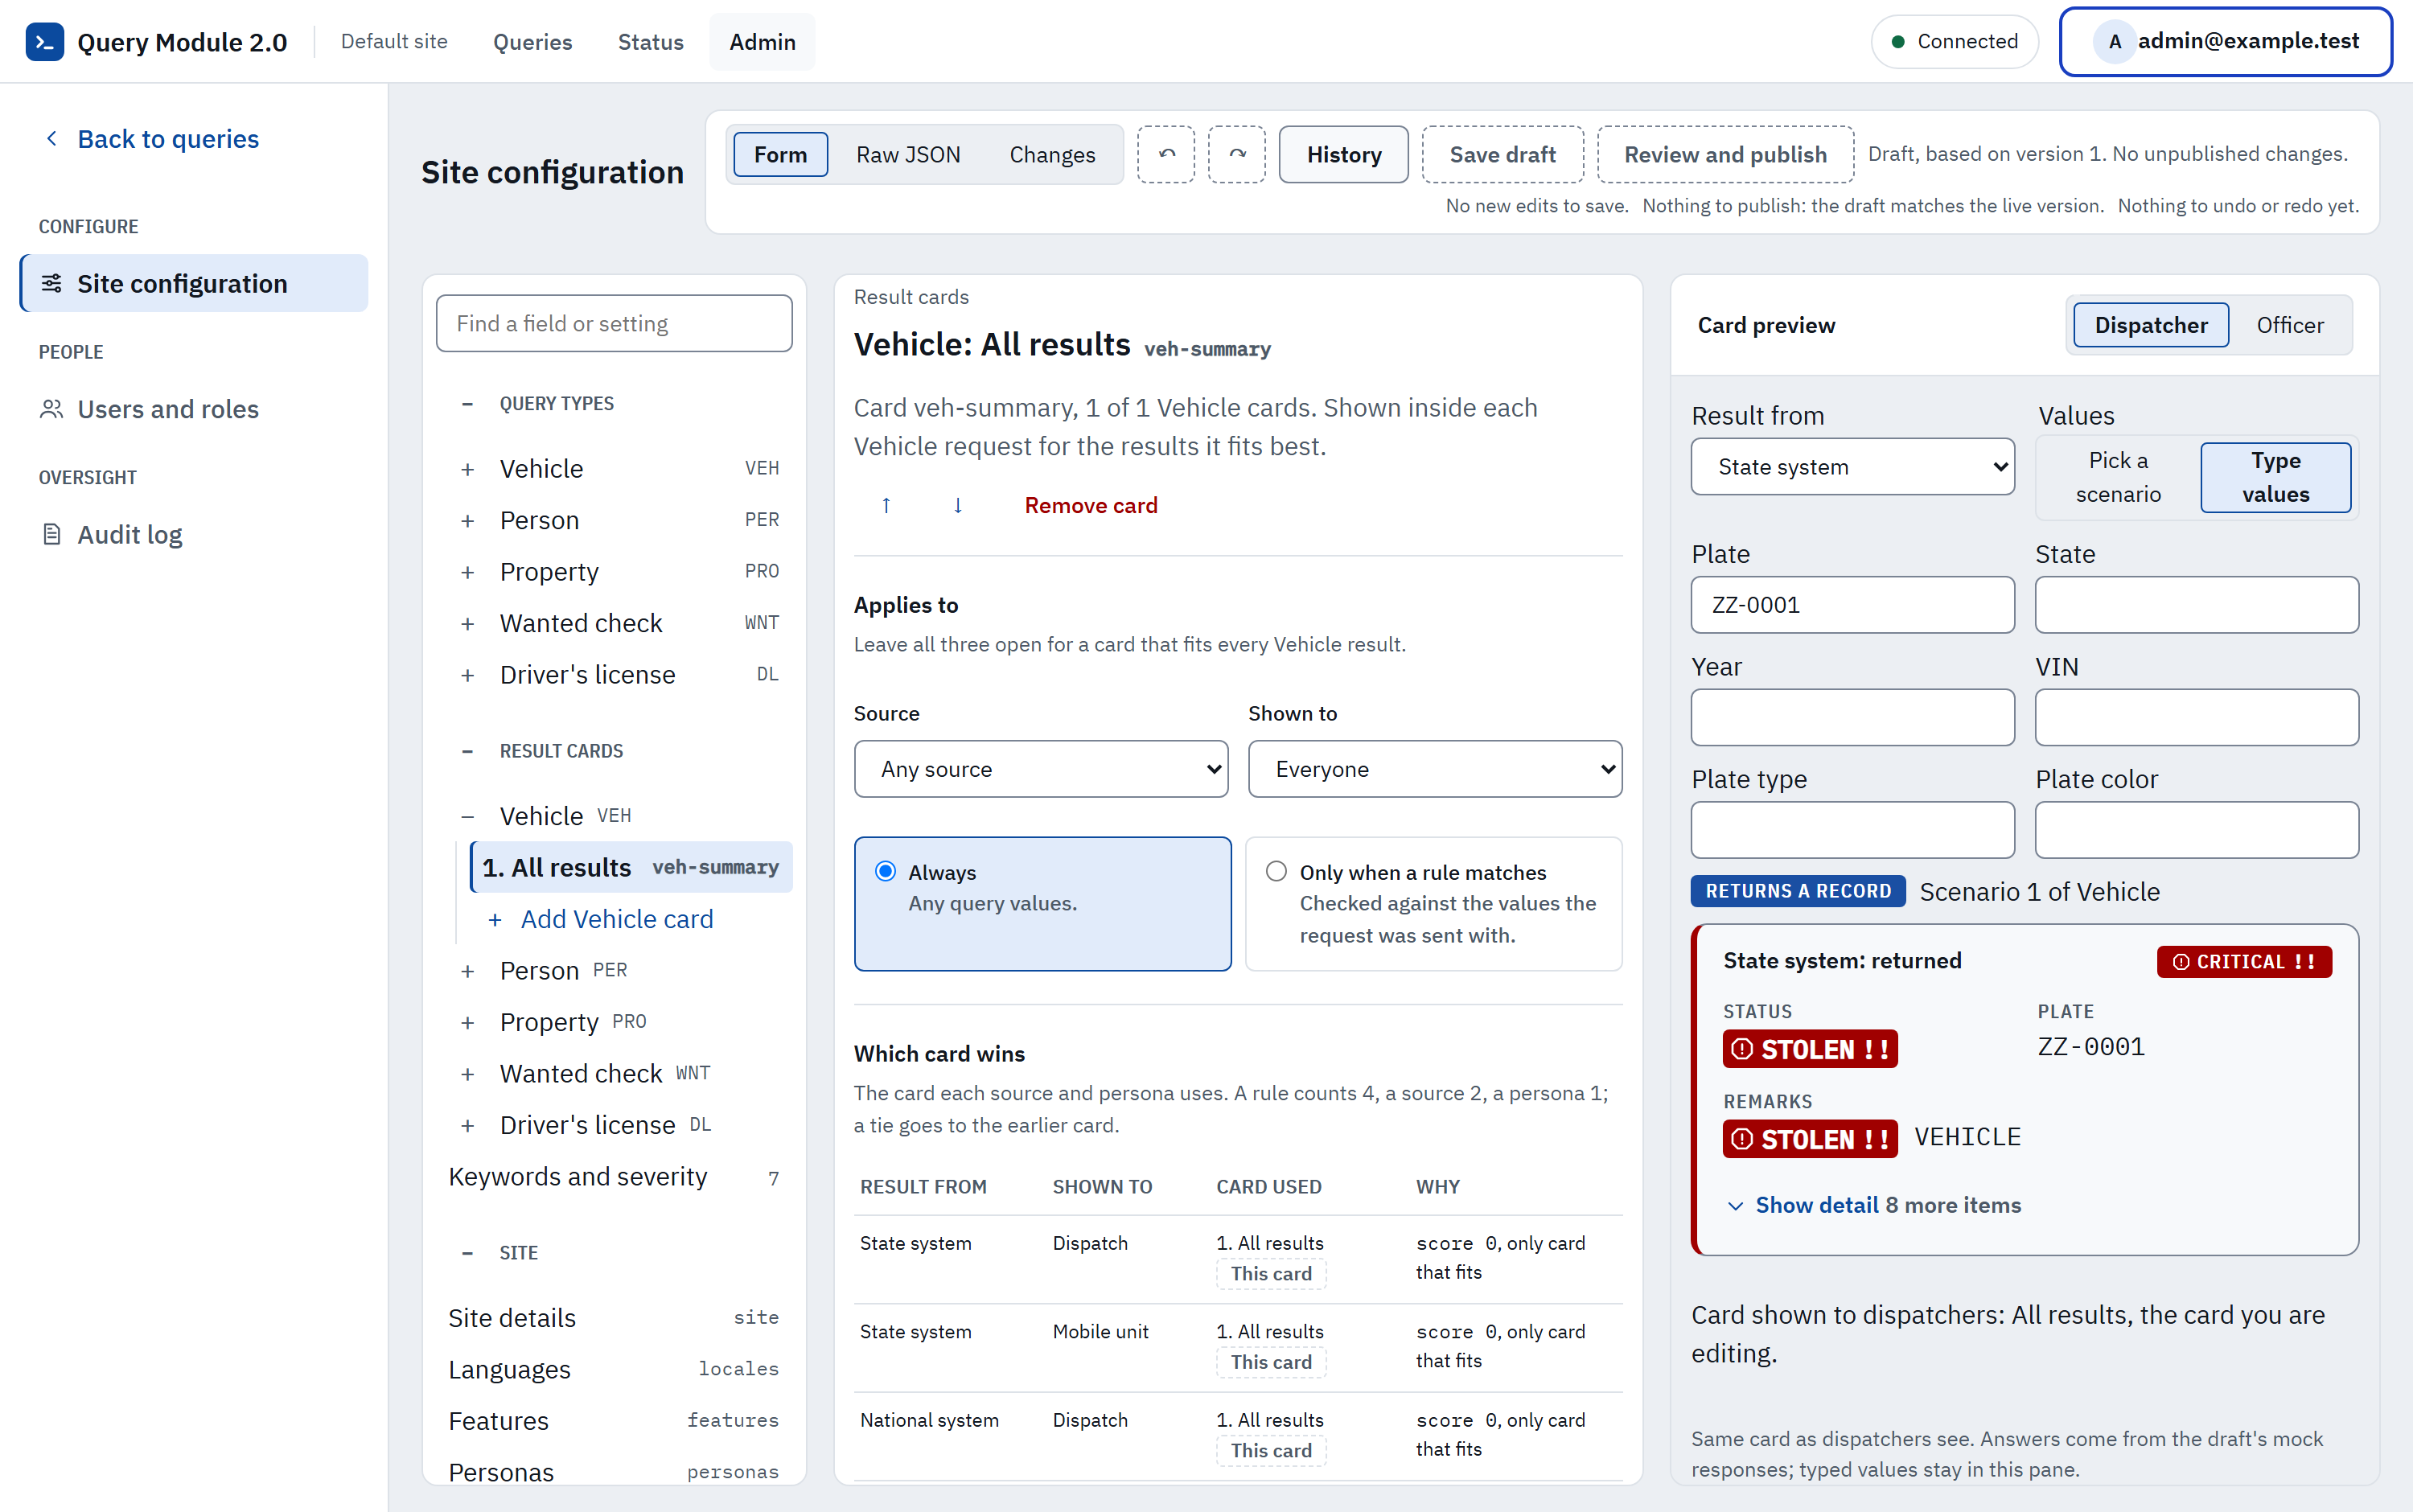 Query Module 2.0
Default site
Queries
Status
Admin
Connected
A admin@example.test
Back to queries
CONFIGURE
Site configuration
PEOPLE
Users and roles
OVERSIGHT
Audit log
Site configuration
Form
Raw JSON
Changes
History
Save draft
Review and publish
Draft, based on version 1. No unpublished changes.
No new edits to save. Nothing to publish: the draft matches the live version. Nothing to undo or redo yet.
Find a field or setting
− QUERY TYPES
+ Vehicle VEH
+ Person PER
+ Property PRO
+ Wanted check WNT
+ Driver's license DL
− RESULT CARDS
− Vehicle VEH
1. All results veh-summary
+ Add Vehicle card
+ Person PER
+ Property PRO
+ Wanted check WNT
+ Driver's license DL
Keywords and severity 7
− SITE
Site details site
Languages locales
Features features
Personas personas
Result cards
Vehicle: All results veh-summary
Card veh-summary, 1 of 1 Vehicle cards. Shown inside each
Vehicle request for the results it fits best.
↑ ↓ Remove card
Applies to
Leave all three open for a card that fits every Vehicle result.
Source
Any source
Shown to
Everyone
Always
Any query values.
Only when a rule matches
Checked against the values the
request was sent with.
Which card wins
The card each source and persona uses. A rule counts 4, a source 2, a persona 1;
a tie goes to the earlier card.
RESULT FROM SHOWN TO CARD USED WHY
State system Dispatch 1. All results score 0, only card
This card that fits
State system Mobile unit 1. All results score 0, only card
This card that fits
National system Dispatch 1. All results score 0, only card
This card that fits
Card preview
Dispatcher
Officer
Result from
State system
Values
Pick a
scenario
Type
values
Plate
ZZ-0001
State
Year
VIN
Plate type
Plate color
RETURNS A RECORD Scenario 1 of Vehicle
State system: returned
CRITICAL !!
STATUS
STOLEN !!
PLATE
ZZ-0001
REMARKS
STOLEN !! VEHICLE
Show detail 8 more items
Card shown to dispatchers: All results, the card you are
editing.
Same card as dispatchers see. Answers come from the draft's mock
responses; typed values stay in this pane.